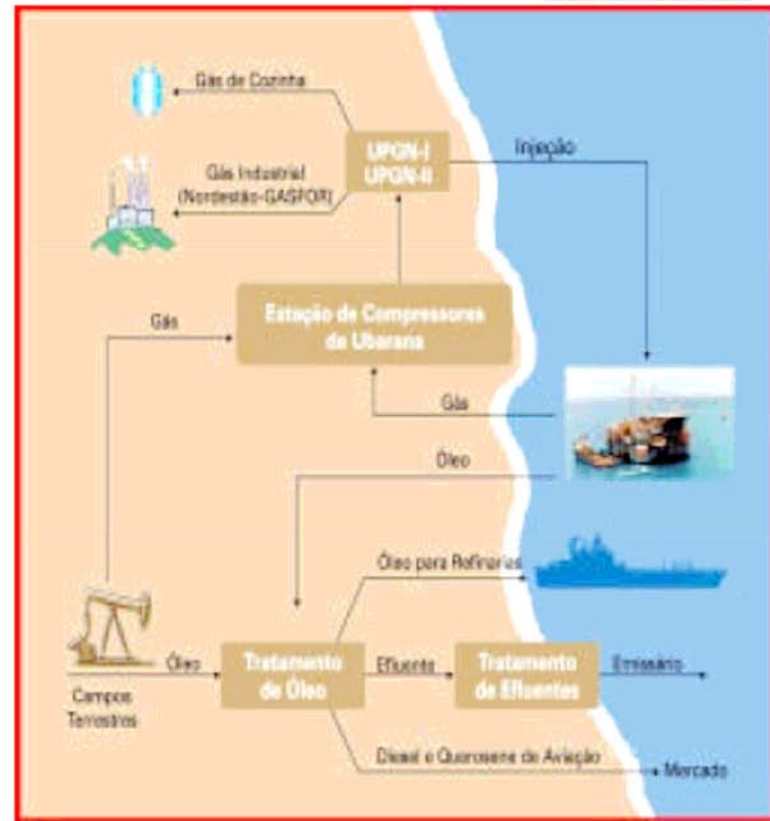 Gás de Cozinha
UPGN-I
UPGN-II
Injeção
Gás Industrial
(Nordestão-GASFOR)
Estação de Compressores
de Ubarana
Gás
Gás
Óleo
Óleo para Refinarias
Óleo
Tratamento
de Óleo
Efluente
Tratamento
de Efluentes
Emissário
Campos
Terrestres
Diesel e Querosene de Aviação
Mercado